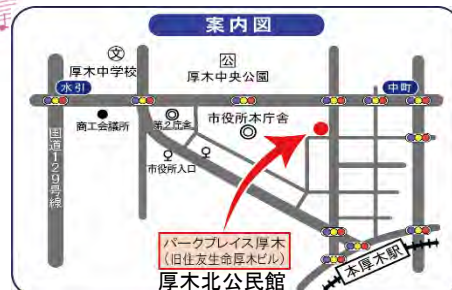 案内図
文
厚木中学校
公
厚木中央公園
水引
中町
商工会議所
第2庁舎
市役所本庁舎
国道129号線
市役所入口
パークプレイス厚木
(旧住友生命厚木ビル)
厚木北公民館
本厚木駅